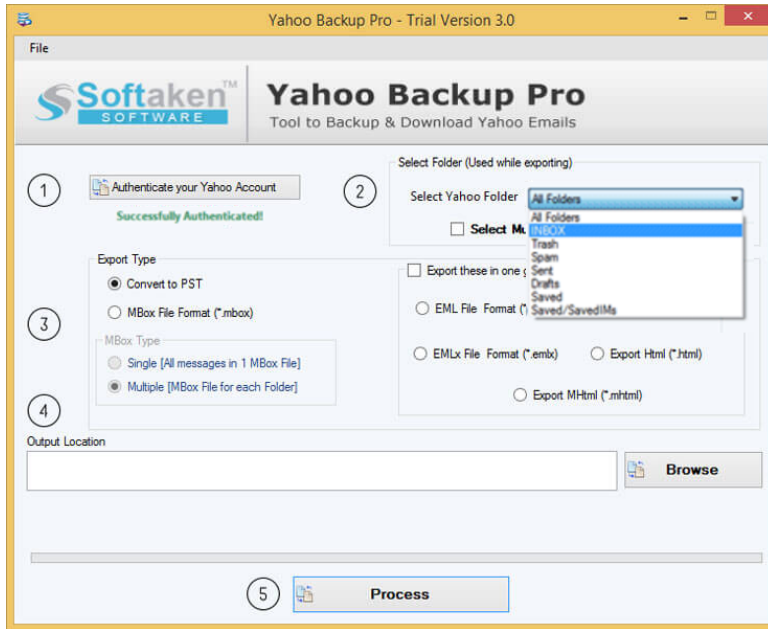 Yahoo Backup Pro - Trial Version 3.0
File
Softaken™
SOFTWARE
Yahoo Backup Pro
Tool to Backup & Download Yahoo Emails
1
Authenticate your Yahoo Account
Successfully Authenticated!
2
Select Folder (Used while exporting)
Select Yahoo Folder
All Folders
Select
All Folders
INBOX
Trash
Spam
Sent
Drafts
Saved
Saved/SavedIMs
3
Export Type
Convert to PST
MBox File Format (*.mbox)
MBox Type
Single [All messages in 1 MBox File]
Multiple [MBox File for each Folder]
Export these in one
EML File Format
EMLx File Format (*.emlx)
Export Html (*.html)
Export MHtml (*.mhtml)
4
Output Location
Browse
5
Process